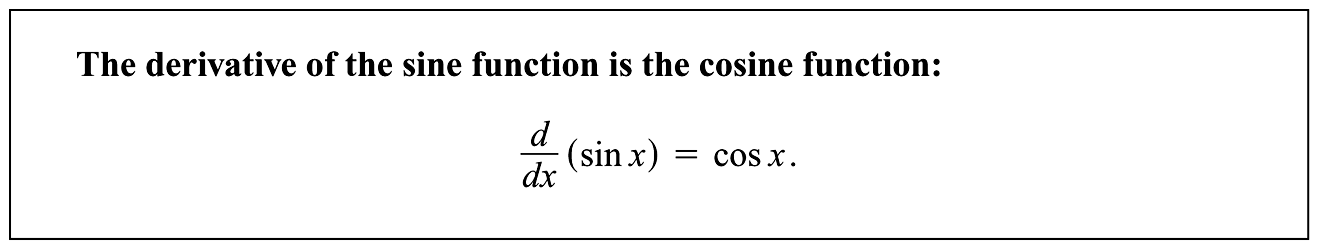 The derivative of the sine function is the cosine function:
d/dx (sin x) = cos x.